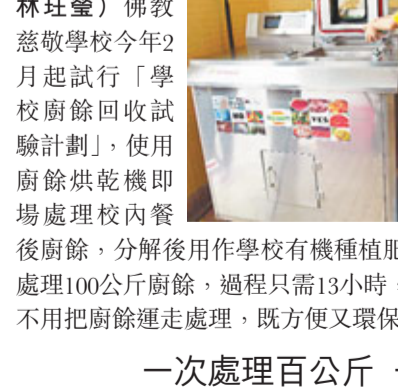 林玨瑩）佛教
慈敬學校今年2
月起試行「學
校廚餘回收試
驗計劃」，使用
廚餘烘乾機即
場處理校內餐
後廚餘，分解後用作學校有機種植肥
處理100公斤廚餘，過程只需13小時，
不用把廚餘運走處理，既方便又環保
一次處理百公斤